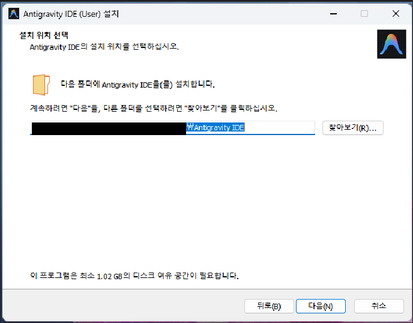 Antigravity IDE (User) 설치
설치 위치 선택
Antigravity IDE의 설치 위치를 선택하십시오.
다음 폴더에 Antigravity IDE을(를) 설치합니다.
계속하려면 "다음"을, 다른 폴더를 선택하려면 "찾아보기"를 클릭하십시오.
₩Antigravity IDE
찾아보기(R)...
이 프로그램은 최소 1.02 GB의 디스크 여유 공간이 필요합니다.
뒤로(B)
다음(N)
취소